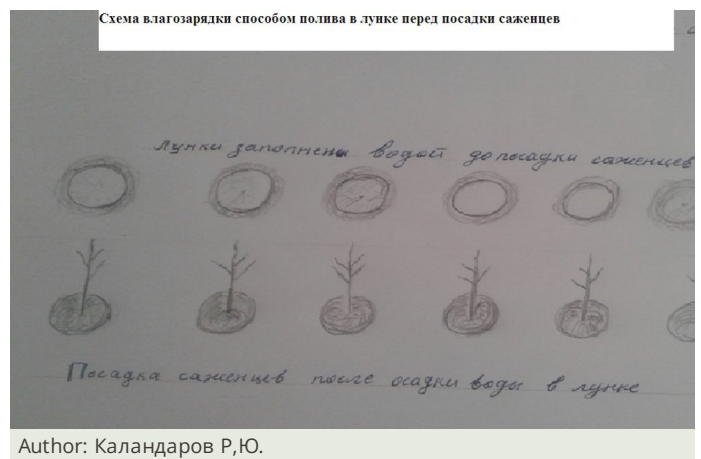 Схема влагозарядки способом полива в лунке перед посадки саженцев
Лунки заполнены водой до посадки саженцев
Посадка саженцев после осадки воды в лунке
Author: Каландаров Р,Ю.